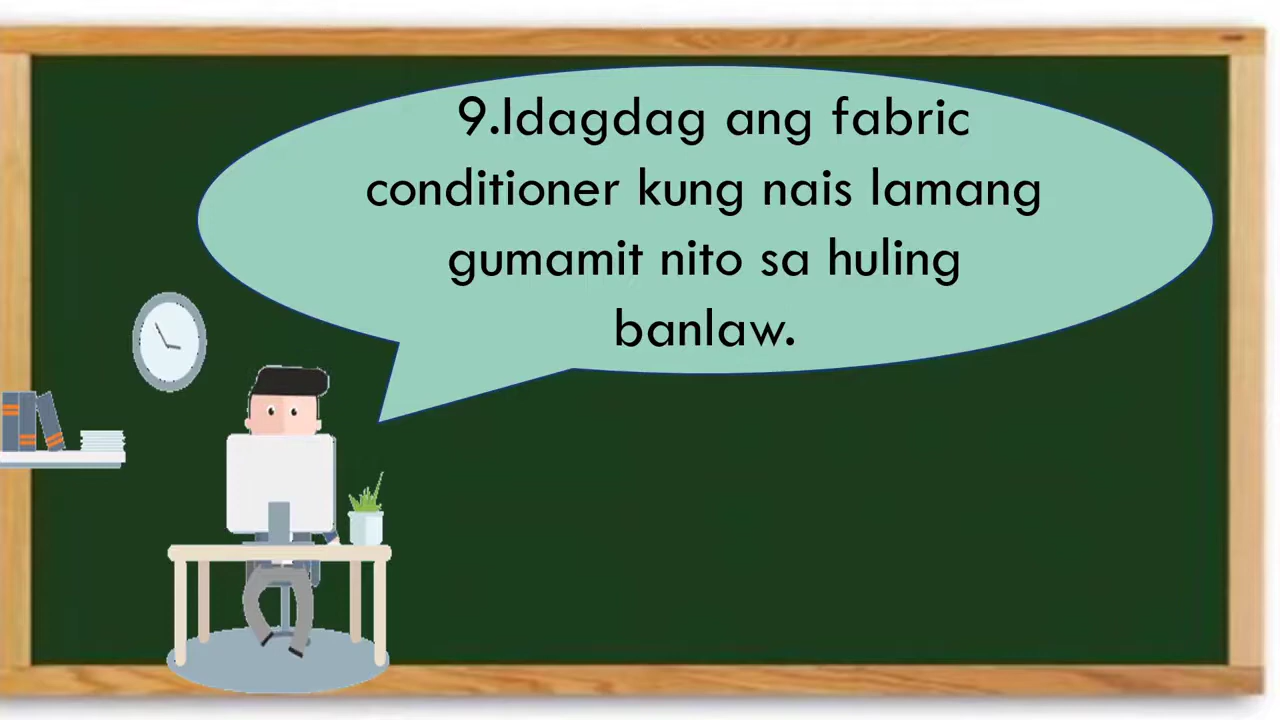 9.Idagdag ang fabric
conditioner kung nais lamang
gumamit nito sa huling
banlaw.